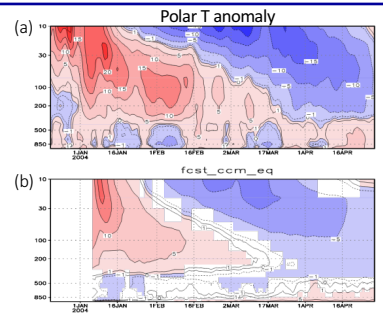 Polar T anomaly
(a)
10
30
100
200
500
850
1JAN
2004
16JAN
1FEB
16FEB
2MAR
17MAR
1APR
16APR
fcst_ccm_eq
(b)
10
30
100
200
500
850
1JAN
2004
16JAN
1FEB
16FEB
2MAR
17MAR
1APR
16APR